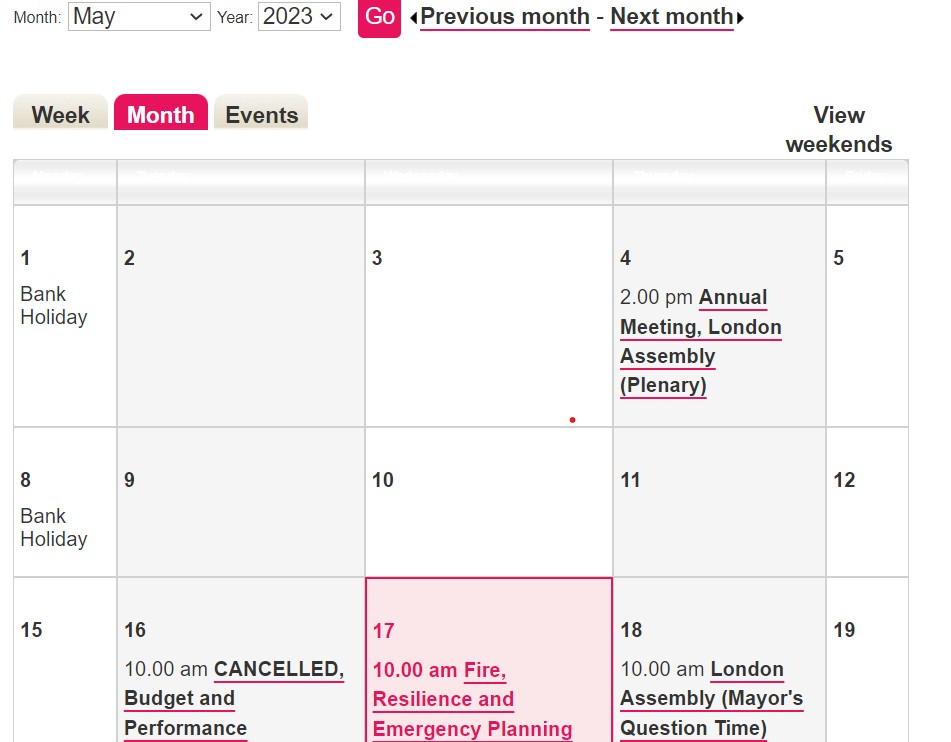 Month: May Year: 2023 Go Previous month - Next month
Week Month Events
View
weekends
Monday Tuesday Wednesday Thursday Friday
1
Bank
Holiday
2
3
4
2.00 pm Annual
Meeting, London
Assembly
(Plenary)
5
8
Bank
Holiday
9
10
11
12
15
16
10.00 am CANCELLED,
Budget and
Performance
17
10.00 am Fire,
Resilience and
Emergency Planning
18
10.00 am London
Assembly (Mayor's
Question Time)
19